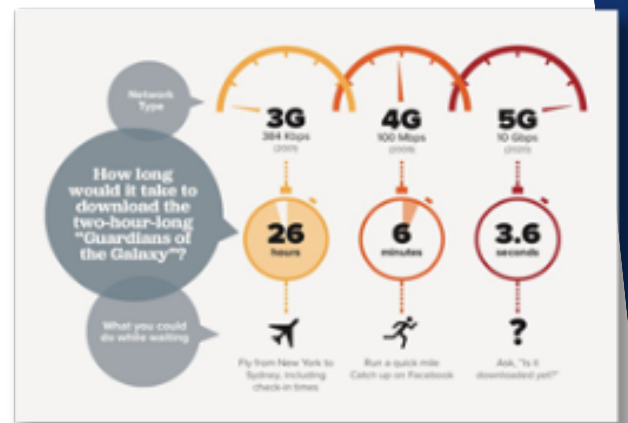 Network
Type
3G
384 Kbps
(2001)
4G
100 Mbps
(2009)
5G
10 Gbps
(2020)
How long
would it take to
download the
two-hour-long
"Guardians of
the Galaxy"?
26
hours
6
minutes
3.6
seconds
What you could
do while waiting
Fly from New York to
Sydney, including
check-in times
Run a quick mile
Catch up on Facebook
?
Ask, "Is it
downloaded yet?"